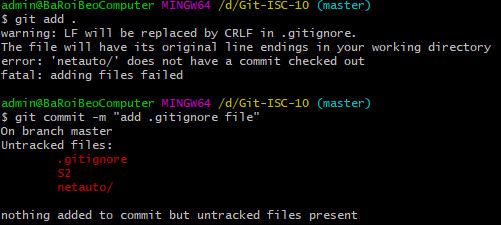 admin@BaRoiBeoComputer MINGW64 /d/Git-ISC-10 (master)
$ git add .
warning: LF will be replaced by CRLF in .gitignore.
The file will have its original line endings in your working directory
error: 'netauto/' does not have a commit checked out
fatal: adding files failed
admin@BaRoiBeoComputer MINGW64 /d/Git-ISC-10 (master)
$ git commit -m "add .gitignore file"
On branch master
Untracked files:
.gitignore
S2
netauto/
nothing added to commit but untracked files present